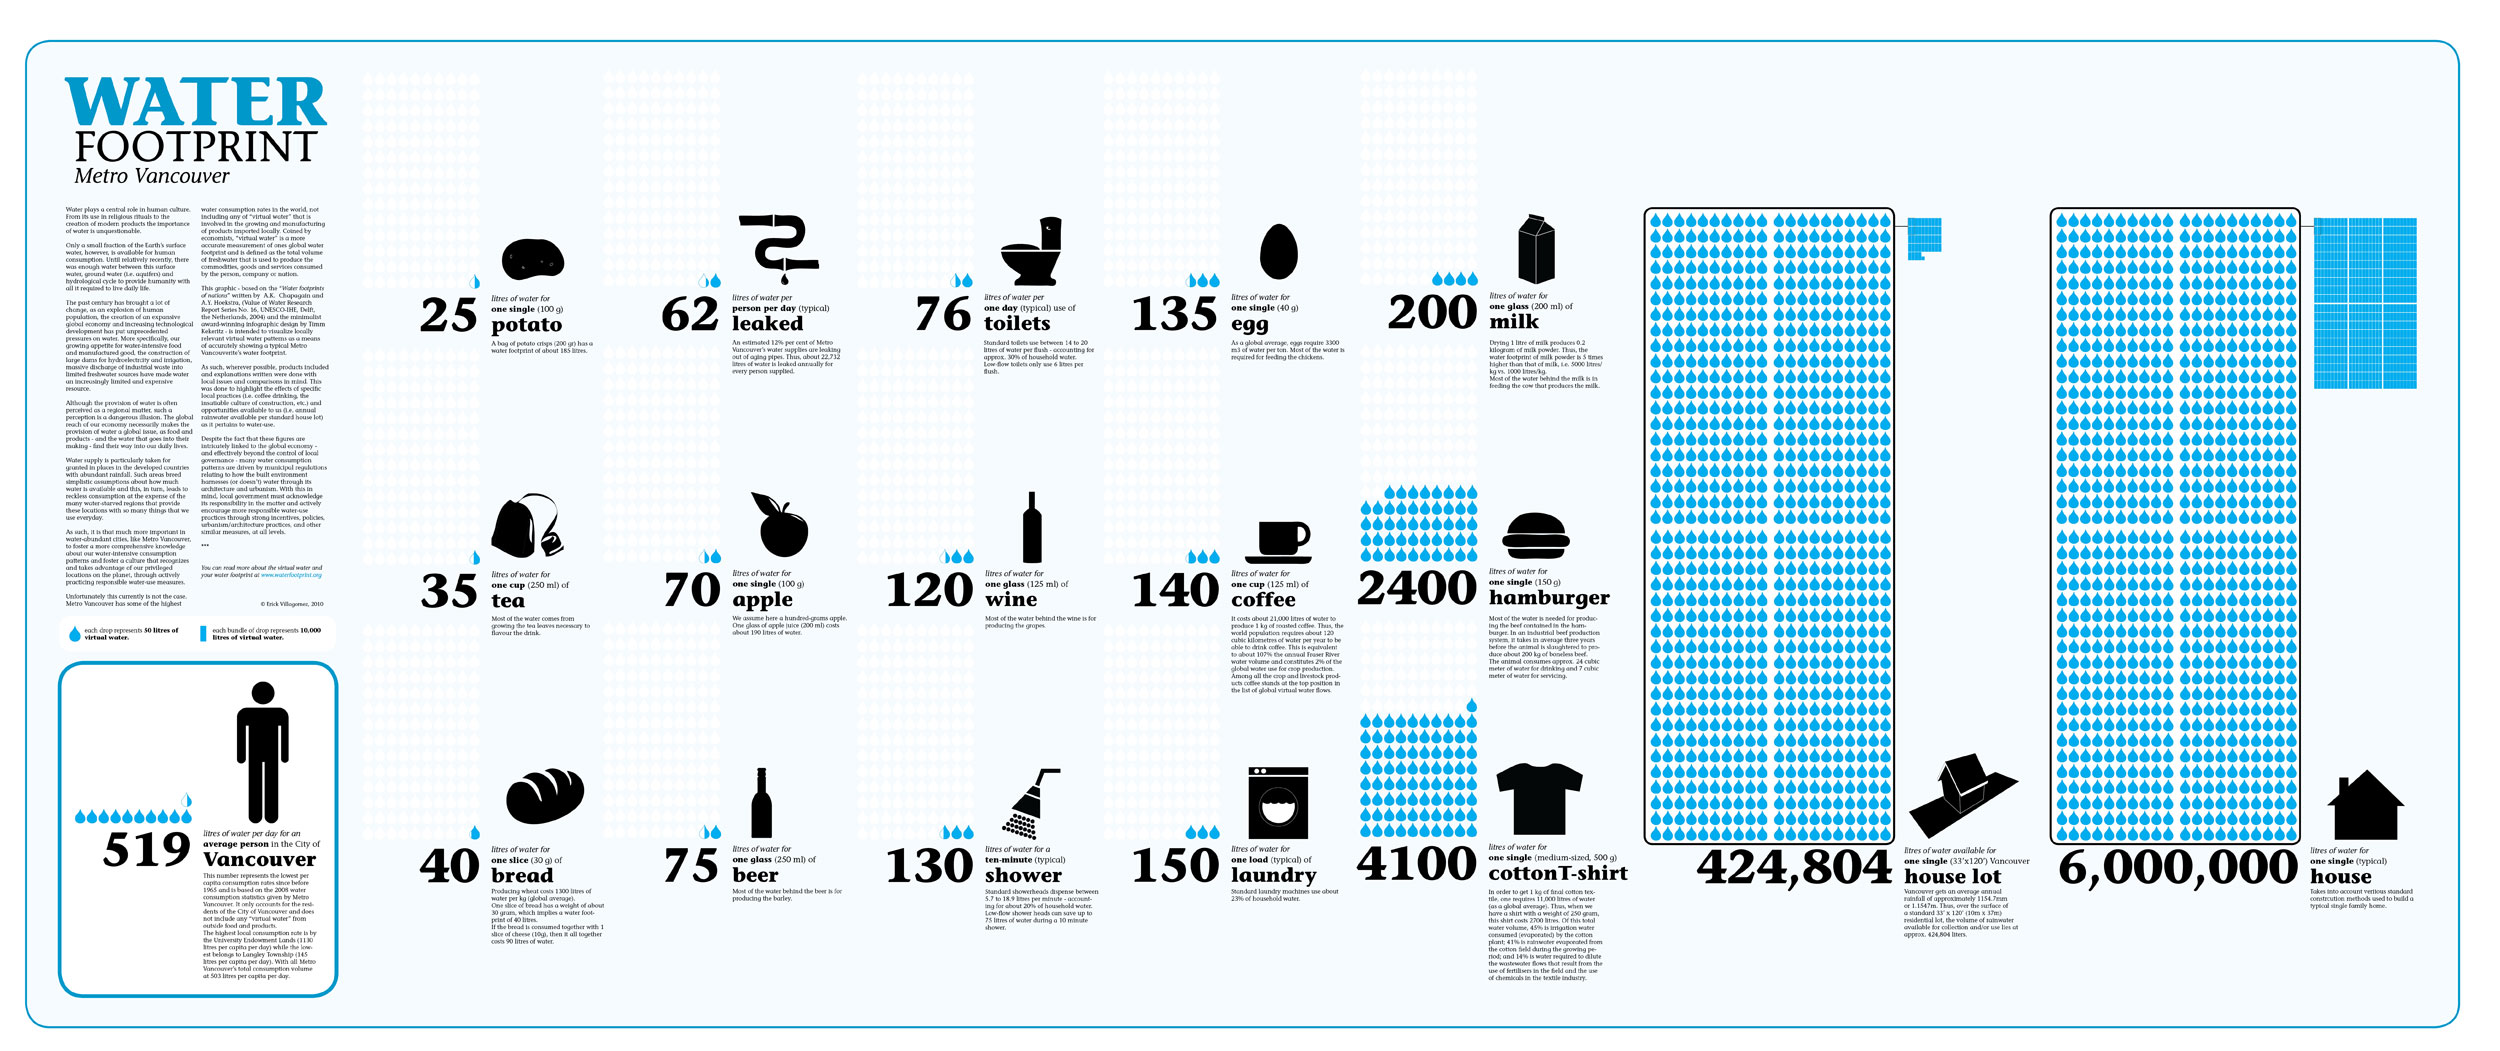 WATER
FOOTPRINT
Metro Vancouver
Water plays a central role in human culture.
From its use in religious rituals to the
creation of modern products the importance
of water is unquestionable.
Only a small fraction of the Earth's surface
water, however, is available for human
consumption. Until relatively recently, there
was enough water between this surface
water, ground water (i.e. aquifers) and
hydrological cycle to provide humanity with
all it required to live daily life.
The past century has brought a lot of
change, as an explosion of human
population, the creation of an expansive
global economy and increasing technological
development has put unprecedented
pressures on water. More specifically, our
growing appetite for water-intensive food
and manufactured good, the construction of
large dams for hydroelectricity and irrigation,
massive discharge of industrial waste into
limited freshwater sources have made water
an increasingly limited and expensive
resource.
Although the provision of water is often
perceived as a regional matter, such a
perception is a dangerous illusion. The global
reach of our economy necessarily makes the
provision of water a global issue, as food and
products - and the water that goes into their
making - find their way into our daily lives.
Water supply is particularly taken for
granted in places in the developed countries
with abundant rainfall. Such areas breed
simplistic assumptions about how much
water is available and this, in turn, leads to
reckless consumption at the expense of the
many water-starved regions that provide
these locations with so many things that we
use everyday.
As such, it is that much more important in
water-abundant cities, like Metro Vancouver,
to foster a more comprehensive knowledge
about our water-intensive consumption
patterns and foster a culture that recognizes
and takes advantage of our privileged
locations on the planet, through actively
practicing responsible water-use measures.
Unfortunately this currently is not the case.
Metro Vancouver has some of the highest
water consumption rates in the world, not
including any of "virtual water" that is
involved in the growing and manufacturing
of products imported locally. Coined by
economists, "virtual water" is a more
accurate measurement of ones global water
footprint and is defined as the total volume
of freshwater that is used to produce the
commodities, goods and services consumed
by the person, company or nation.
This graphic - based on the "Water footprints
of nations" written by A.K. Chapagain and
A.Y. Hoekstra, (Value of Water Research
Report Series No. 16, UNESCO-IHE, Delft,
the Netherlands, 2004) and the minimalist
award-winning infographic design by Timm
Kekeritz - is intended to visualize locally
relevant virtual water patterns as a means
of accurately showing a typical Metro
Vancouverite's water footprint.
As such, wherever possible, products included
and explanations written were done with
local issues and comparisons in mind. This
was done to highlight the effects of specific
local practices (i.e. coffee drinking, the
insatiable culture of construction, etc.) and
opportunities available to us (i.e. annual
rainwater available per standard house lot)
as it pertains to water-use.
Despite the fact that these figures are
intricately linked to the global economy -
and effectively beyond the control of local
governance - many water consumption
patterns are driven by municipal regulations
relating to how the built environment
harnesses (or doesn't) water through its
architecture and urbanism. With this in
mind, local government must acknowledge
its responsibility in the matter and actively
encourage more responsible water-use
practices through strong incentives, policies,
urbanism/architecture practices, and other
similar measures, at all levels.
***
You can read more about the virtual water and
your water footprint at www.waterfootprint.org
© Erick Villagomez, 2010
each drop represents 50 litres of
virtual water.
each bundle of drop represents 10,000
litres of virtual water.
519
litres of water per day for an
average person in the City of
Vancouver
This number represents the lowest per
capita consumption rates since before
1965 and is based on the 2008 water
consumption statistics given by Metro
Vancouver. It only accounts for the resi-
dents of the City of Vancouver and does
not include any "virtual water" from
outside food and products.
The highest local consumption rate is by
the University Endowment Lands (1130
litres per capita per day) while the low-
est belongs to Langley Township (145
litres per capita per day). With all Metro
Vancouver's total consumption volume
at 503 litres per capita per day.
25
litres of water for
one single (100 g)
potato
A bag of potato crisps (200 gr) has a
water footprint of about 185 litres.
62
litres of water per
person per day (typical)
leaked
An estimated 12% per cent of Metro
Vancouver's water supplies are leaking
out of aging pipes. Thus, about 22,732
litres of water is leaked annually for
every person supplied.
76
litres of water per
one day (typical) use of
toilets
Standard toilets use between 14 to 20
litres of water per flush - accounting for
approx. 30% of household water.
Low-flow toilets only use 6 litres per
flush.
135
litres of water for
one single (40 g)
egg
As a global average, eggs require 3300
m3 of water per ton. Most of the water is
required for feeding the chickens.
200
litres of water for
one glass (200 ml) of
milk
Drying 1 litre of milk produces 0.2
kilogram of milk powder. Thus, the
water footprint of milk powder is 5 times
higher than that of milk, i.e. 5000 litres/
kg vs. 1000 litres/kg.
Most of the water behind the milk is in
feeding the cow that produces the milk.
35
litres of water for
one cup (250 ml) of
tea
Most of the water comes from
growing the tea leaves necessary to
flavour the drink.
70
litres of water for
one single (100 g)
apple
We assume here a hundred-grams apple.
One glass of apple juice (200 ml) costs
about 190 litres of water.
120
litres of water for
one glass (125 ml) of
wine
Most of the water behind the wine is for
producing the grapes.
140
litres of water for
one cup (125 ml) of
coffee
It costs about 21,000 litres of water to
produce 1 kg of roasted coffee. Thus, the
world population requires about 120
cubic kilometres of water per year to be
able to drink coffee. This is equivalent
to about 107% the annual Fraser River
water volume and constitutes 2% of the
global water use for crop production.
Among all the crop and livestock prod-
ucts coffee stands at the top position in
the list of global virtual water flows.
2400
litres of water for
one single (150 g)
hamburger
Most of the water is needed for produc-
ing the beef contained in the ham-
burger. In an industrial beef production
system, it takes in average three years
before the animal is slaughtered to pro-
duce about 200 kg of boneless beef.
The animal consumes approx. 24 cubic
meter of water for drinking and 7 cubic
meter of water for servicing.
40
litres of water for
one slice (30 g) of
bread
Producing wheat costs 1300 litres of
water per kg (global average).
One slice of bread has a weight of about
30 gram, which implies a water foot-
print of 40 litres.
If the bread is consumed together with 1
slice of cheese (10g), then it all together
costs 90 litres of water.
75
litres of water for
one glass (250 ml) of
beer
Most of the water behind the beer is for
producing the barley.
130
litres of water for a
ten-minute (typical)
shower
Standard showerheads dispense between
5.7 to 18.9 litres per minute - account-
ing for about 20% of household water.
Low-flow shower heads can save up to
75 litres of water during a 10 minute
shower.
150
litres of water for
one load (typical) of
laundry
Standard laundry machines use about
23% of household water.
4100
litres of water for
one single (medium-sized, 500 g)
cottonT-shirt
In order to get 1 kg of final cotton tex-
tile, one requires 11,000 litres of water
(as a global average). Thus, when we
have a shirt with a weight of 250 gram,
this shirt costs 2700 litres. Of this total
water volume, 45% is irrigation water
consumed (evaporated) by the cotton
plant; 41% is rainwater evaporated from
the cotton field during the growing pe-
riod; and 14% is water required to dilute
the wastewater flows that result from the
use of fertilisers in the field and the use
of chemicals in the textile industry.
424,804
litres of water available for
one single (33'x120') Vancouver
house lot
Vancouver gets an average annual
rainfall of approximately 1154.7mm
or 1.1547m. Thus, over the surface of
a standard 33' x 120' (10m x 37m)
residential lot, the volume of rainwater
available for collection and/or use lies at
approx. 424,804 liters.
6,000,000
litres of water for
one single (typical)
house
Takes into account verious standard
constrcution methods used to build a
typical single family home.